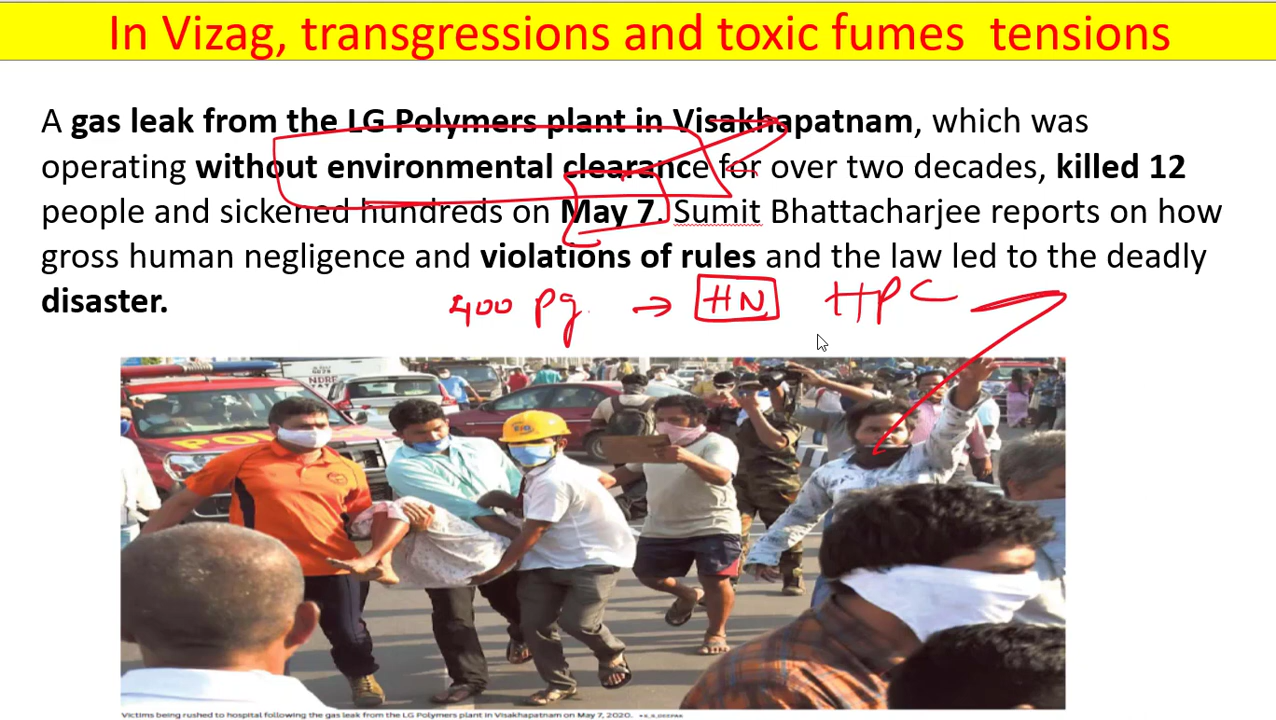 In Vizag, transgressions and toxic fumes tensions
A gas leak from the LG Polymers plant in Visakhapatnam, which was
operating without environmental clearance for over two decades, killed 12
people and sickened hundreds on May 7. Sumit Bhattacharjee reports on how
gross human negligence and violations of rules and the law led to the deadly
disaster.
400 Pg. → HN HPC
NDRF
Victims being rushed to hospital following the gas leak from the LG Polymers plant in Visakhapatnam on May 7, 2020. • K.R. DEEPAK